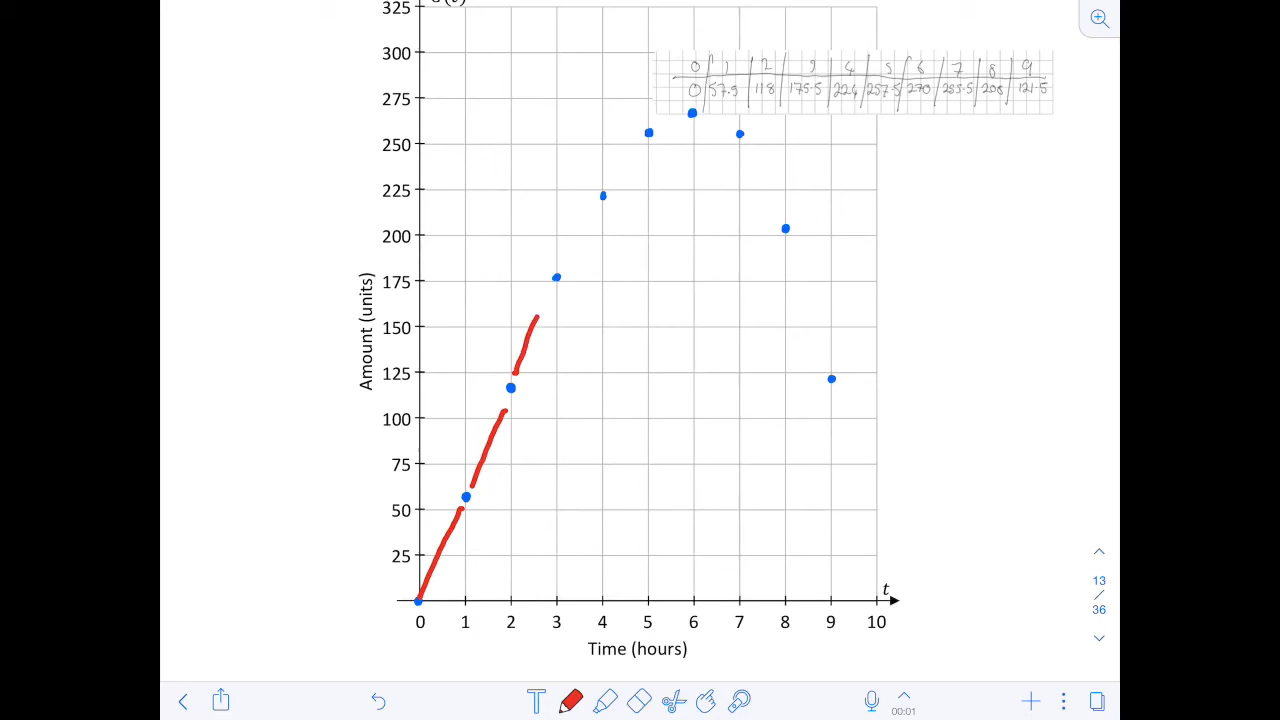 325
300
275
250
225
200
175
150
125
100
75
50
25
Amount (units)
0 1 2 3 4 5 6 7 8 9
0 57.5 118 175.5 224 257.5 270 255.5 208 121.5
t
0 1 2 3 4 5 6 7 8 9 10
Time (hours)
13
/
36
T
00:01